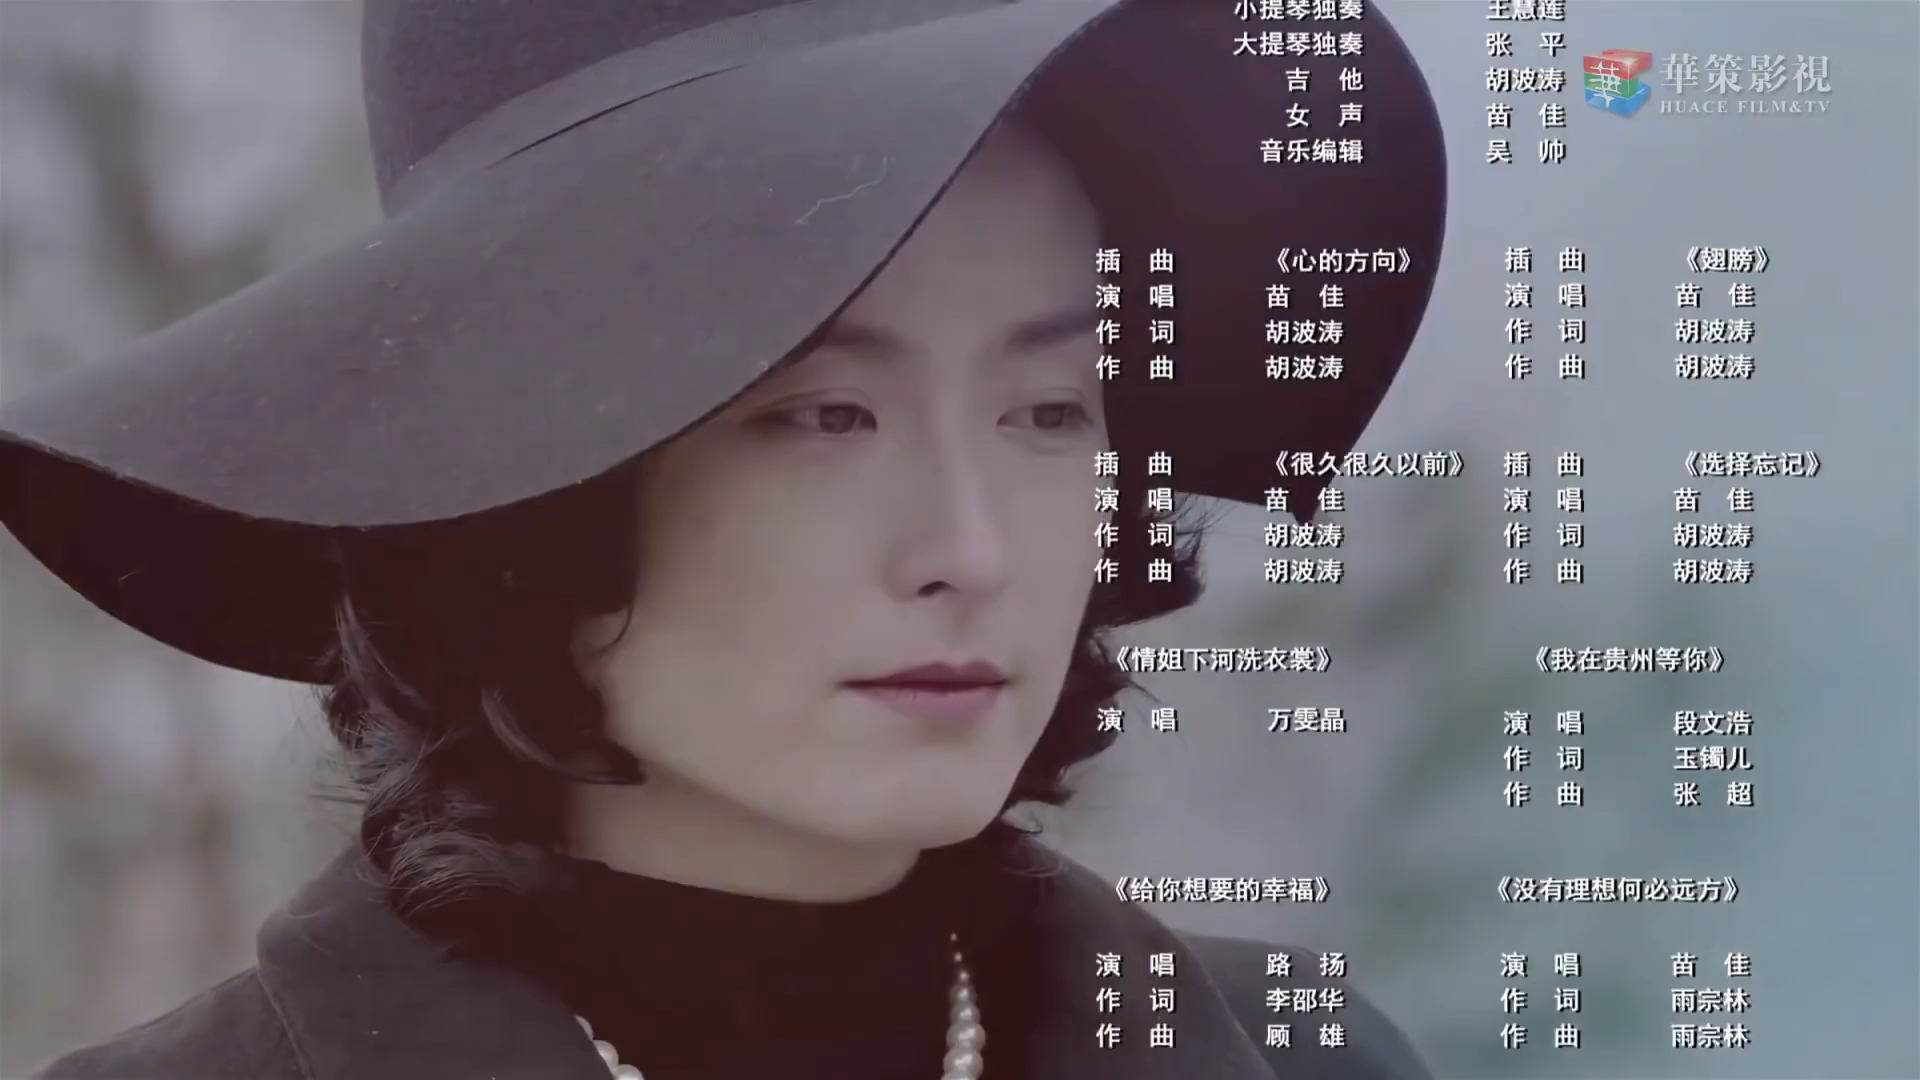 小提琴独奏 王慧莲
大提琴独奏 张 平
吉 他 胡波涛
女 声 苗 佳
音乐编辑 吴 帅
華策影視
HUACE FILM&TV
插 曲 《心的方向》
演 唱 苗 佳
作 词 胡波涛
作 曲 胡波涛
插 曲 《翅膀》
演 唱 苗 佳
作 词 胡波涛
作 曲 胡波涛
插 曲 《很久很久以前》
演 唱 苗 佳
作 词 胡波涛
作 曲 胡波涛
插 曲 《选择忘记》
演 唱 苗 佳
作 词 胡波涛
作 曲 胡波涛
《情姐下河洗衣裳》
演 唱 万雯晶
《我在贵州等你》
演 唱 段文浩
作 词 玉镯儿
作 曲 张 超
《给你想要的幸福》
演 唱 路 扬
作 词 李邵华
作 曲 顾 雄
《没有理想何必远方》
演 唱 苗 佳
作 词 雨宗林
作 曲 雨宗林